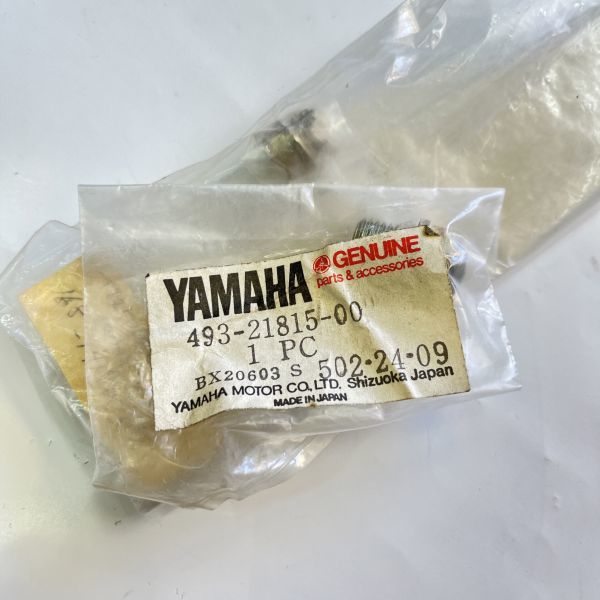 YAMAHA GENUINE
parts & accessories
493-21815-00
1 PC
BX20603 S 502-24-09
YAMAHA MOTOR CO., LTD. Shizuoka Japan
MADE IN JAPAN